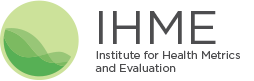 IHME
Institute for Health Metrics
and Evaluation